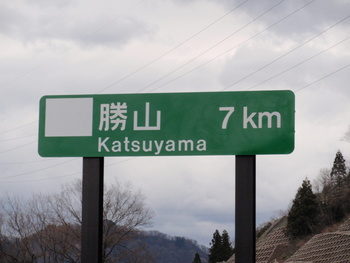 勝山 7 km
Katsuyama